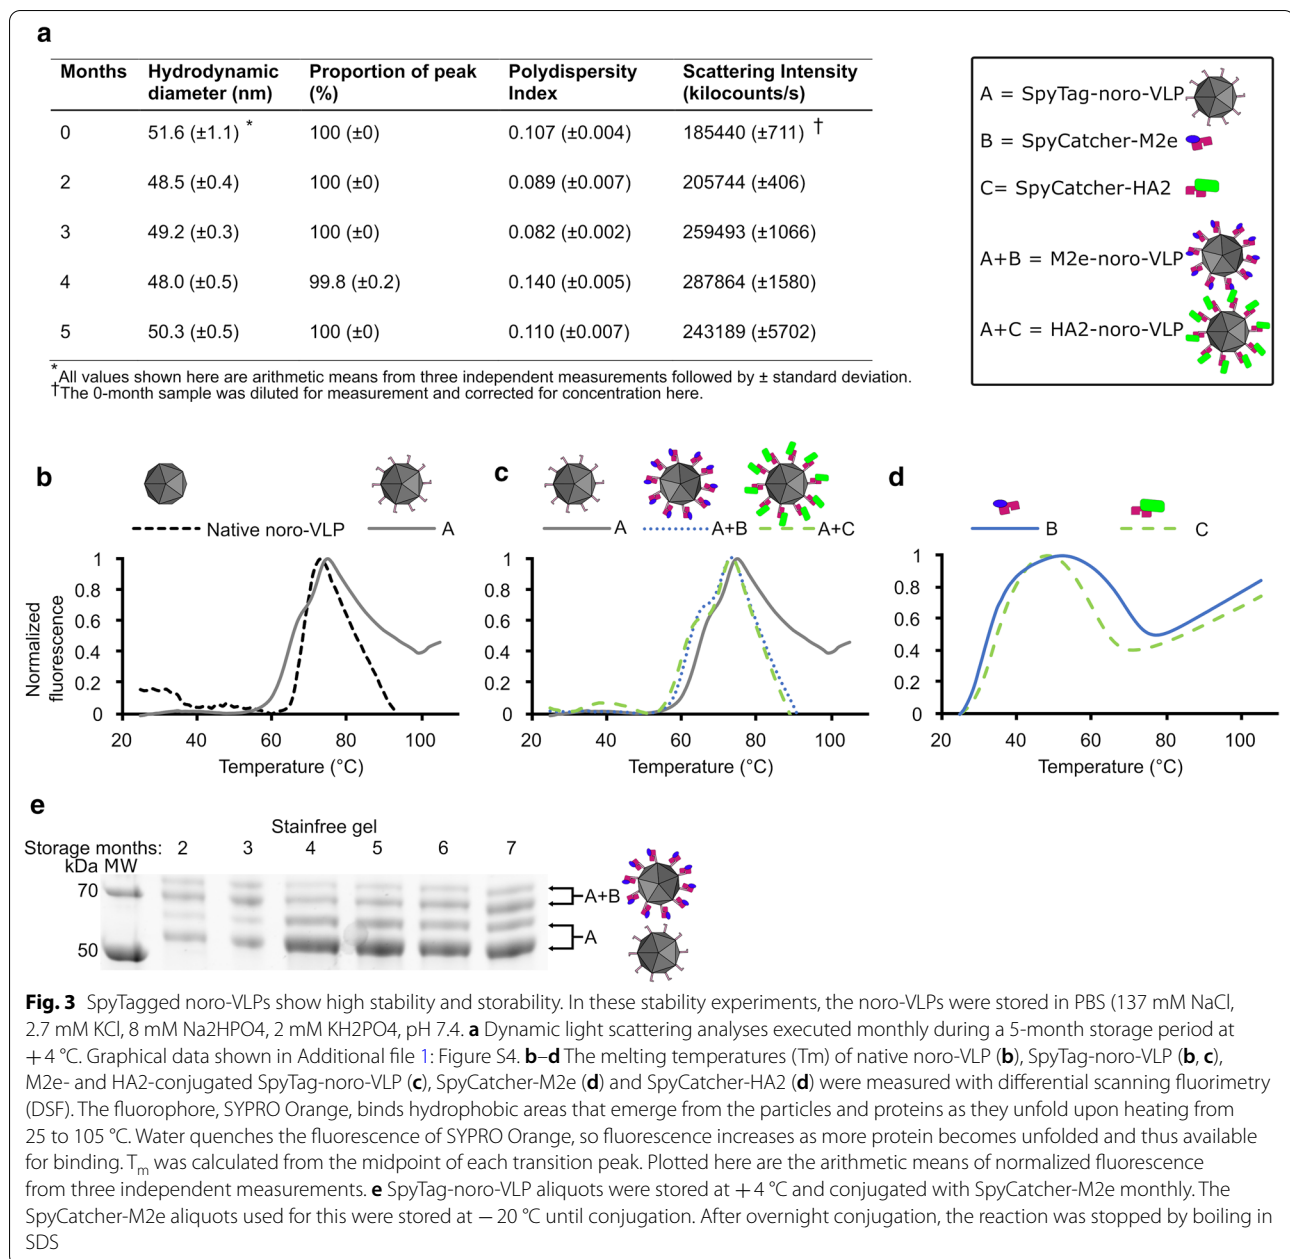 a
Months Hydrodynamic diameter (nm) Proportion of peak (%) Polydispersity Index Scattering Intensity (kilocounts/s)
0 51.6 (±1.1) * 100 (±0) 0.107 (±0.004) 185440 (±711) †
2 48.5 (±0.4) 100 (±0) 0.089 (±0.007) 205744 (±406)
3 49.2 (±0.3) 100 (±0) 0.082 (±0.002) 259493 (±1066)
4 48.0 (±0.5) 99.8 (±0.2) 0.140 (±0.005) 287864 (±1580)
5 50.3 (±0.5) 100 (±0) 0.110 (±0.007) 243189 (±5702)
*All values shown here are arithmetic means from three independent measurements followed by ± standard deviation.
†The 0-month sample was diluted for measurement and corrected for concentration here.
A = SpyTag-noro-VLP
B = SpyCatcher-M2e
C= SpyCatcher-HA2
A+B = M2e-noro-VLP
A+C = HA2-noro-VLP
b
Native noro-VLP A
Normalized fluorescence
1
0.8
0.6
0.4
0.2
0
20 40 60 80 100
Temperature (°C)
c
A A+B A+C
1
0.8
0.6
0.4
0.2
0
20 40 60 80 100
Temperature (°C)
d
B C
1
0.8
0.6
0.4
0.2
0
20 40 60 80 100
Temperature (°C)
e
Stainfree gel
Storage months: 2 3 4 5 6 7
kDa MW
70
50
A+B
A
Fig. 3 SpyTagged noro-VLPs show high stability and storability. In these stability experiments, the noro-VLPs were stored in PBS (137 mM NaCl,
2.7 mM KCl, 8 mM Na2HPO4, 2 mM KH2PO4, pH 7.4. a Dynamic light scattering analyses executed monthly during a 5-month storage period at
+4 °C. Graphical data shown in Additional file 1: Figure S4. b–d The melting temperatures (Tm) of native noro-VLP (b), SpyTag-noro-VLP (b, c),
M2e- and HA2-conjugated SpyTag-noro-VLP (c), SpyCatcher-M2e (d) and SpyCatcher-HA2 (d) were measured with differential scanning fluorimetry
(DSF). The fluorophore, SYPRO Orange, binds hydrophobic areas that emerge from the particles and proteins as they unfold upon heating from
25 to 105 °C. Water quenches the fluorescence of SYPRO Orange, so fluorescence increases as more protein becomes unfolded and thus available
for binding. Tm was calculated from the midpoint of each transition peak. Plotted here are the arithmetic means of normalized fluorescence
from three independent measurements. e SpyTag-noro-VLP aliquots were stored at +4 °C and conjugated with SpyCatcher-M2e monthly. The
SpyCatcher-M2e aliquots used for this were stored at −20 °C until conjugation. After overnight conjugation, the reaction was stopped by boiling in
SDS